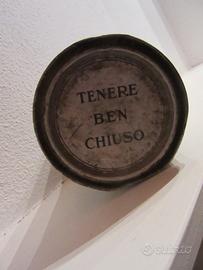 TENERE
BEN
CHIUSO
subito